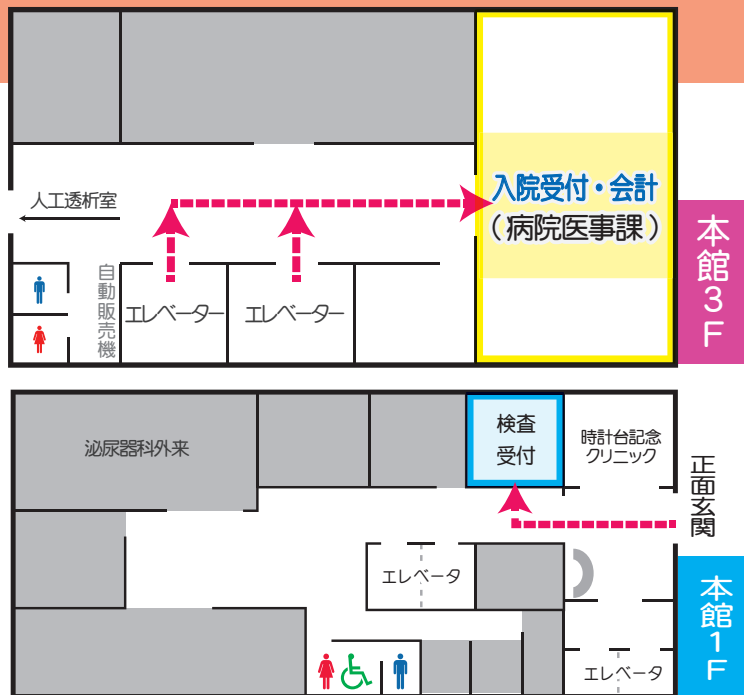 入院受付・会計
（病院医事課）
人工透析室
自動販売機
エレベーター
エレベーター
本館3F
泌尿器科外来
検査
受付
時計台記念
クリニック
正面玄関
エレベータ
エレベータ
本館1F